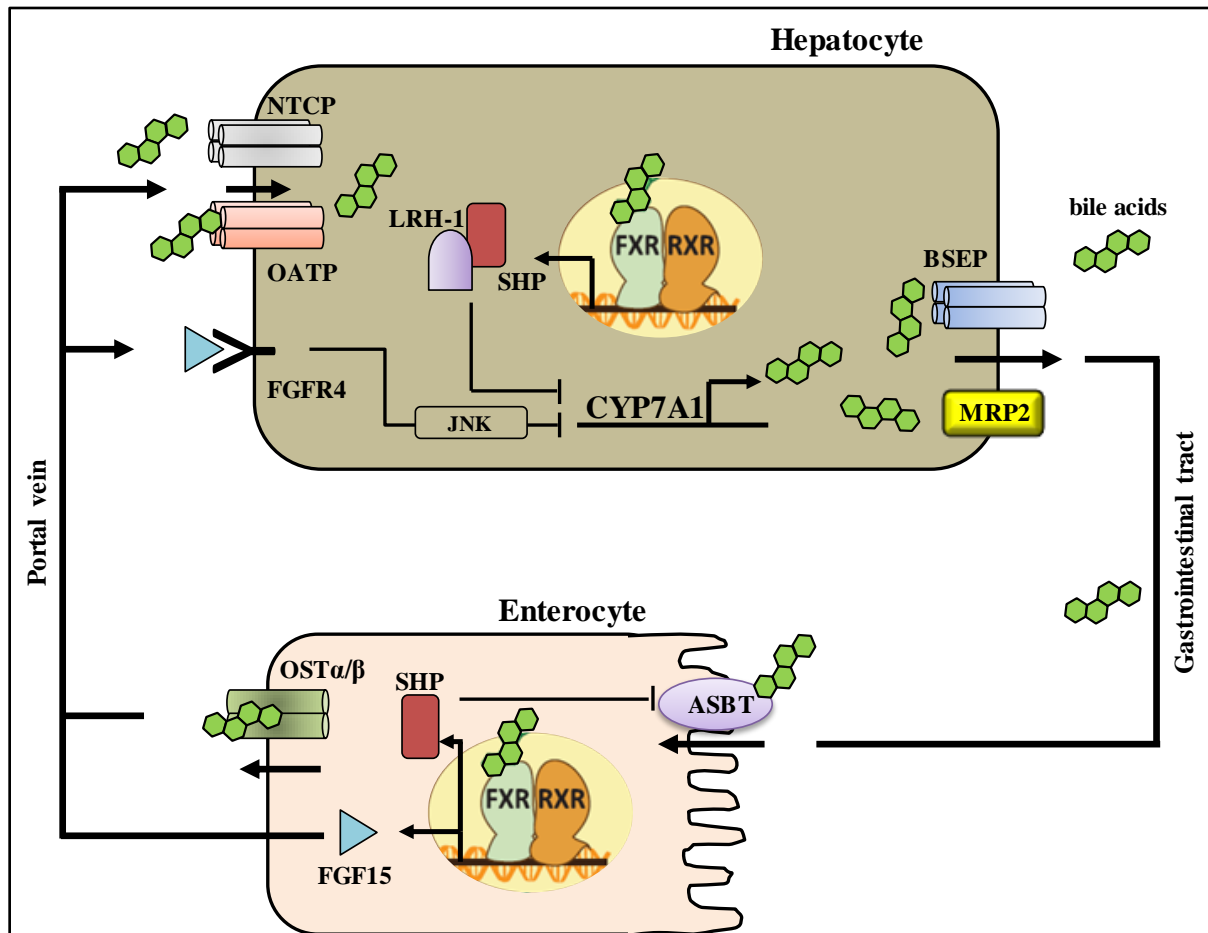 Hepatocyte
NTCP
LRH-1
FXR
RXR
bile acids
OATP
SHP
BSEP
FGFR4
JNK
CYP7A1
MRP2
Portal vein
Gastrointestinal tract
Enterocyte
OSTα/β
SHP
ASBT
FXR
RXR
FGF15